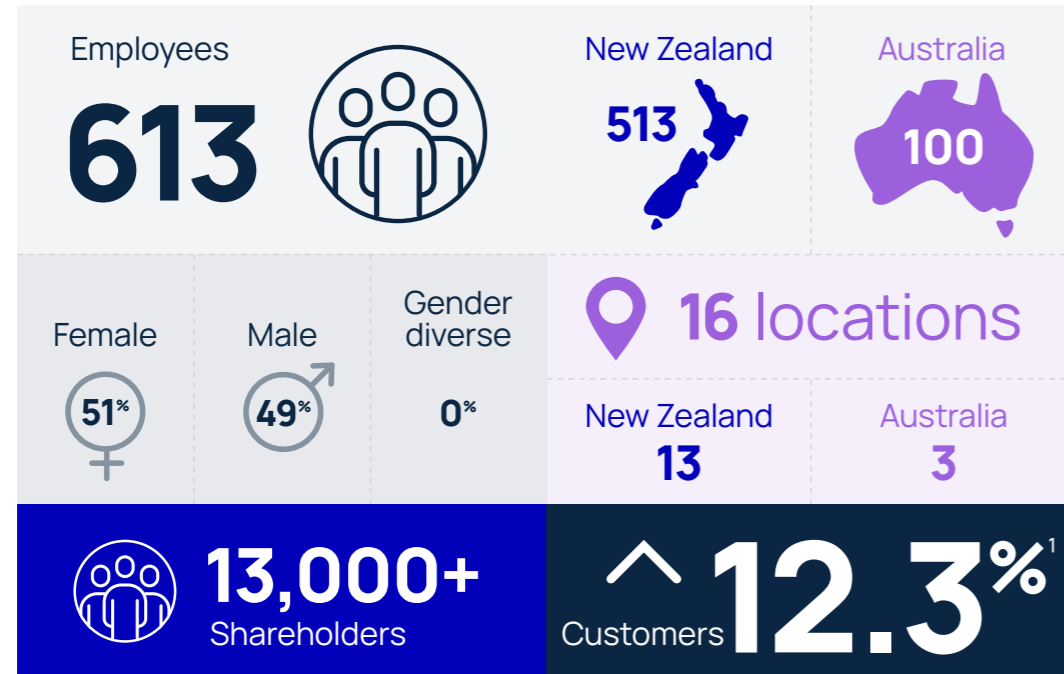 Employees
613
New Zealand
513
Australia
100
Female
51%
Male
49%
Gender
diverse
0%
16 locations
New Zealand
13
Australia
3
13,000+
Shareholders
Customers 12.3%1